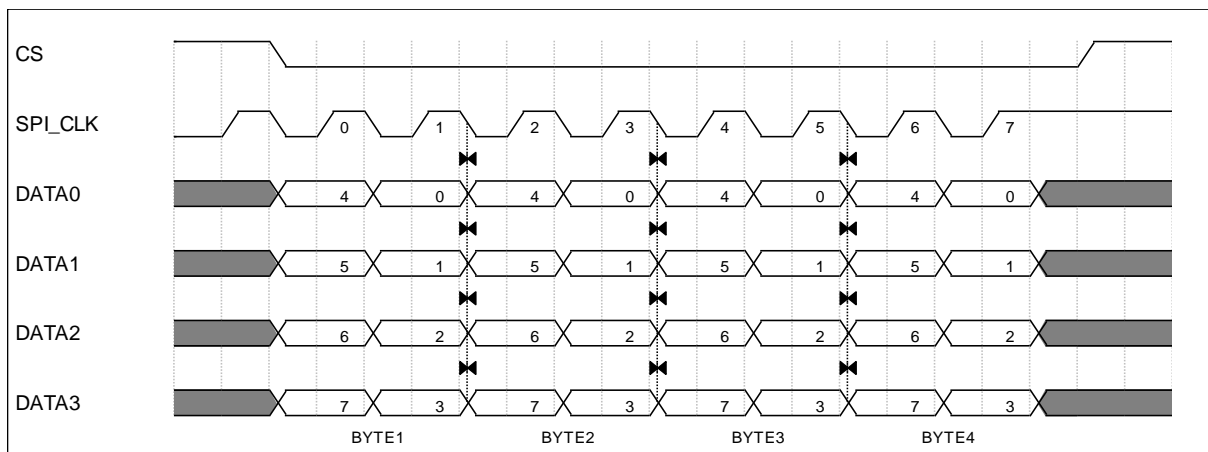 CS
SPI_CLK 0 1 2 3 4 5 6 7
DATA0 4 0 4 0 4 0 4 0
DATA1 5 1 5 1 5 1 5 1
DATA2 6 2 6 2 6 2 6 2
DATA3 7 3 7 3 7 3 7 3
BYTE1 BYTE2 BYTE3 BYTE4